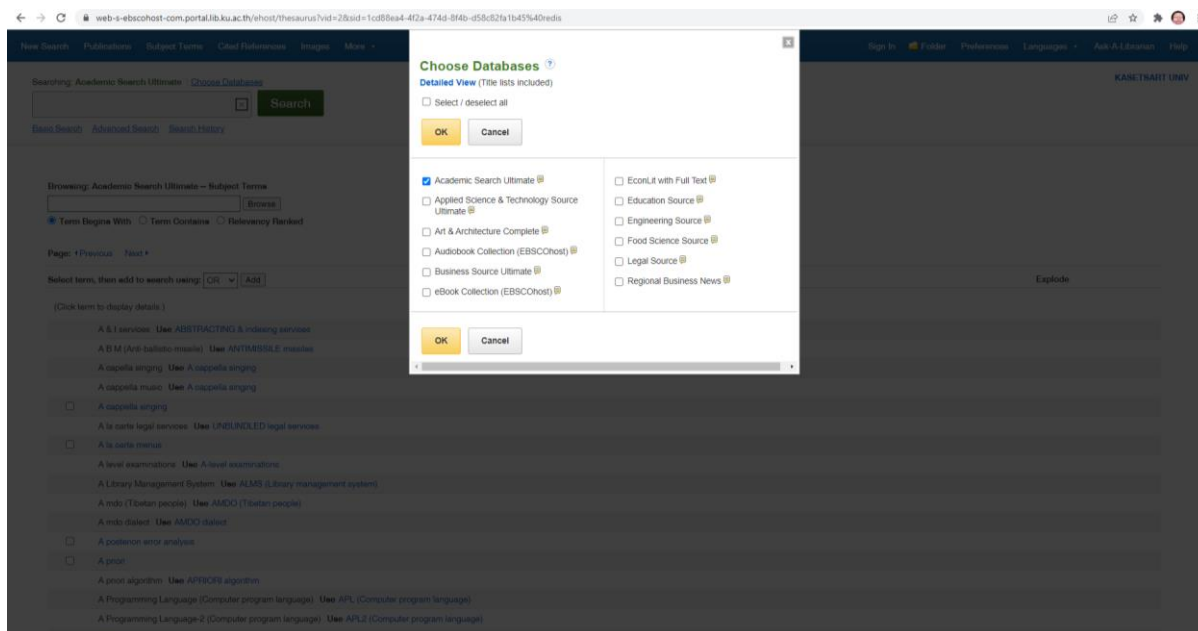 web-s-ebscohost-com.portal.lib.ku.ac.th/ehost/thesaurus?vid=2&sid=1cd88ea4-4f2a-474d-8f4b-d58c82fa1b45%40redis
New Search Publications Subject Terms Cited References Images More
Sign In Folder Preferences Languages Ask-A-Librarian Help
Searching: Academic Search Ultimate Choose Databases
KASETSART UNIV
Search
Basic Search Advanced Search Search History
Browsing: Academic Search Ultimate -- Subject Terms
Browse
Term Begins With Term Contains Relevancy Ranked
Page: Previous Next
Select term, then add to search using: OR Add
Explode
(Click term to display details.)
A & I services Use ABSTRACTING & indexing services
A B M (Anti-ballistic missile) Use ANTIMISSILE missiles
A capella singing Use A cappella singing
A cappella music Use A cappella singing
A cappella singing
A la carte legal services Use UNBUNDLED legal services
A la carte menus
A level examinations Use A level examinations
A Library Management System Use ALMS (Library management system)
A mdo (Tibetan people) Use AMDO (Tibetan people)
A mdo dialect Use AMDO dialect
A posteriori error analysis
A priori
A priori algorithm Use APRIORI algorithm
A Programming Language (Computer program language) Use APL (Computer program language)
A Programming Language-2 (Computer program language) Use APL2 (Computer program language)
Choose Databases ?
Detailed View (Title lists included)
Select / deselect all
OK Cancel
Academic Search Ultimate
Applied Science & Technology Source
Ultimate
Art & Architecture Complete
Audiobook Collection (EBSCOhost)
Business Source Ultimate
eBook Collection (EBSCOhost)
EconLit with Full Text
Education Source
Engineering Source
Food Science Source
Legal Source
Regional Business News
OK Cancel